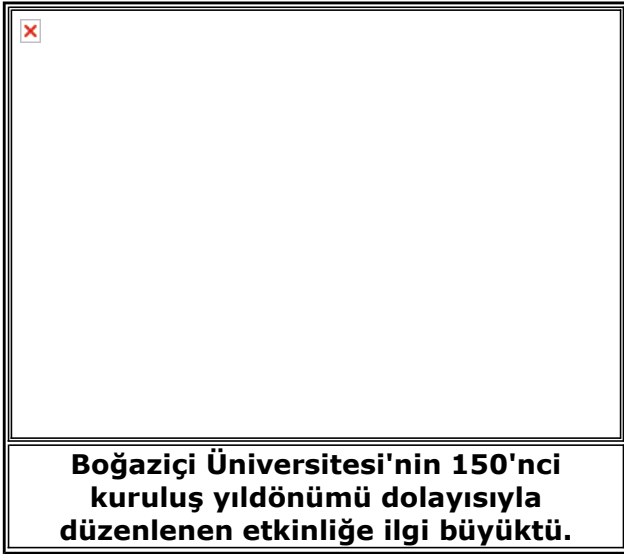 Boğaziçi Üniversitesi'nin 150'nci
kuruluş yıldönümü dolayısıyla
düzenlenen etkinliğe ilgi büyüktü.